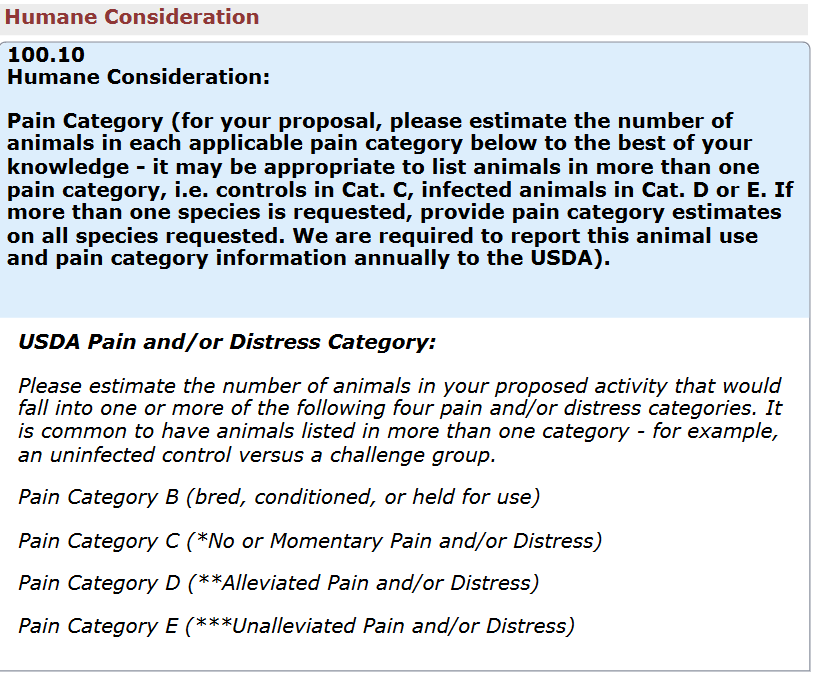 Humane Consideration
100.10
Humane Consideration:
Pain Category (for your proposal, please estimate the number of
animals in each applicable pain category below to the best of your
knowledge - it may be appropriate to list animals in more than one
pain category, i.e. controls in Cat. C, infected animals in Cat. D or E. If
more than one species is requested, provide pain category estimates
on all species requested. We are required to report this animal use
and pain category information annually to the USDA).
USDA Pain and/or Distress Category:
Please estimate the number of animals in your proposed activity that would
fall into one or more of the following four pain and/or distress categories. It
is common to have animals listed in more than one category - for example,
an uninfected control versus a challenge group.
Pain Category B (bred, conditioned, or held for use)
Pain Category C (*No or Momentary Pain and/or Distress)
Pain Category D (**Alleviated Pain and/or Distress)
Pain Category E (***Unalleviated Pain and/or Distress)